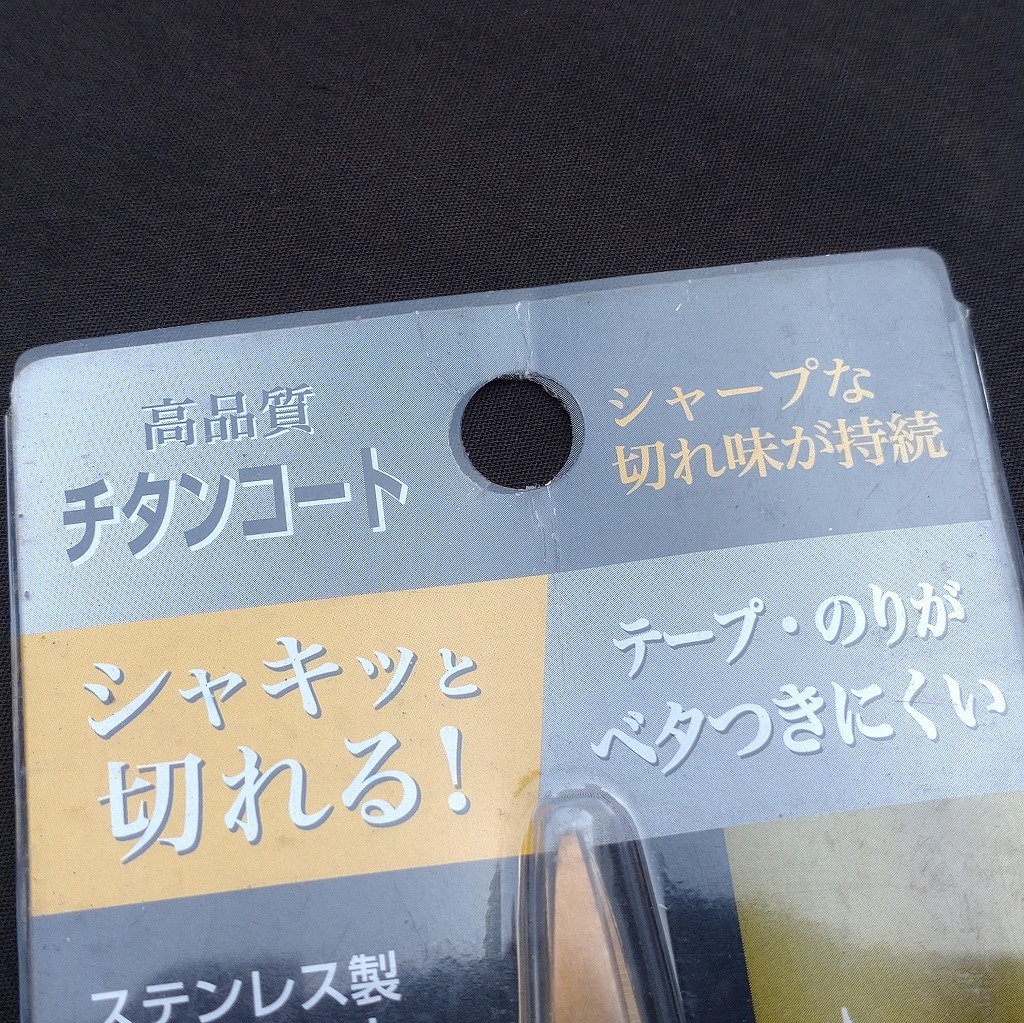 高品質
チタンコート
シャープな
切れ味が持続
シャキッと
切れる!
テープ・のりが
ベタつきにくい
ステンレス製